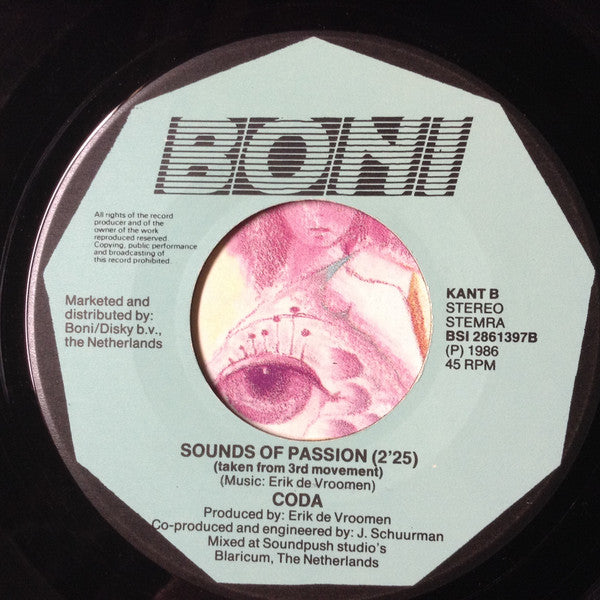 BONI
All rights of the record
producer and of the
owner of the work
reproduced reserved.
Copying, public performance
and broadcasting of
this record prohibited.
Marketed and
distributed by:
Boni/Disky b.v.,
the Netherlands
KANT B
STEREO
STEMRA
BSI 2861397B
(P) 1986
45 RPM
SOUNDS OF PASSION (2'25)
(taken from 3rd movement)
(Music: Erik de Vroomen)
CODA
Produced by: Erik de Vroomen
Co-produced and engineered by: J. Schuurman
Mixed at Soundpush studio's
Blaricum, The Netherlands